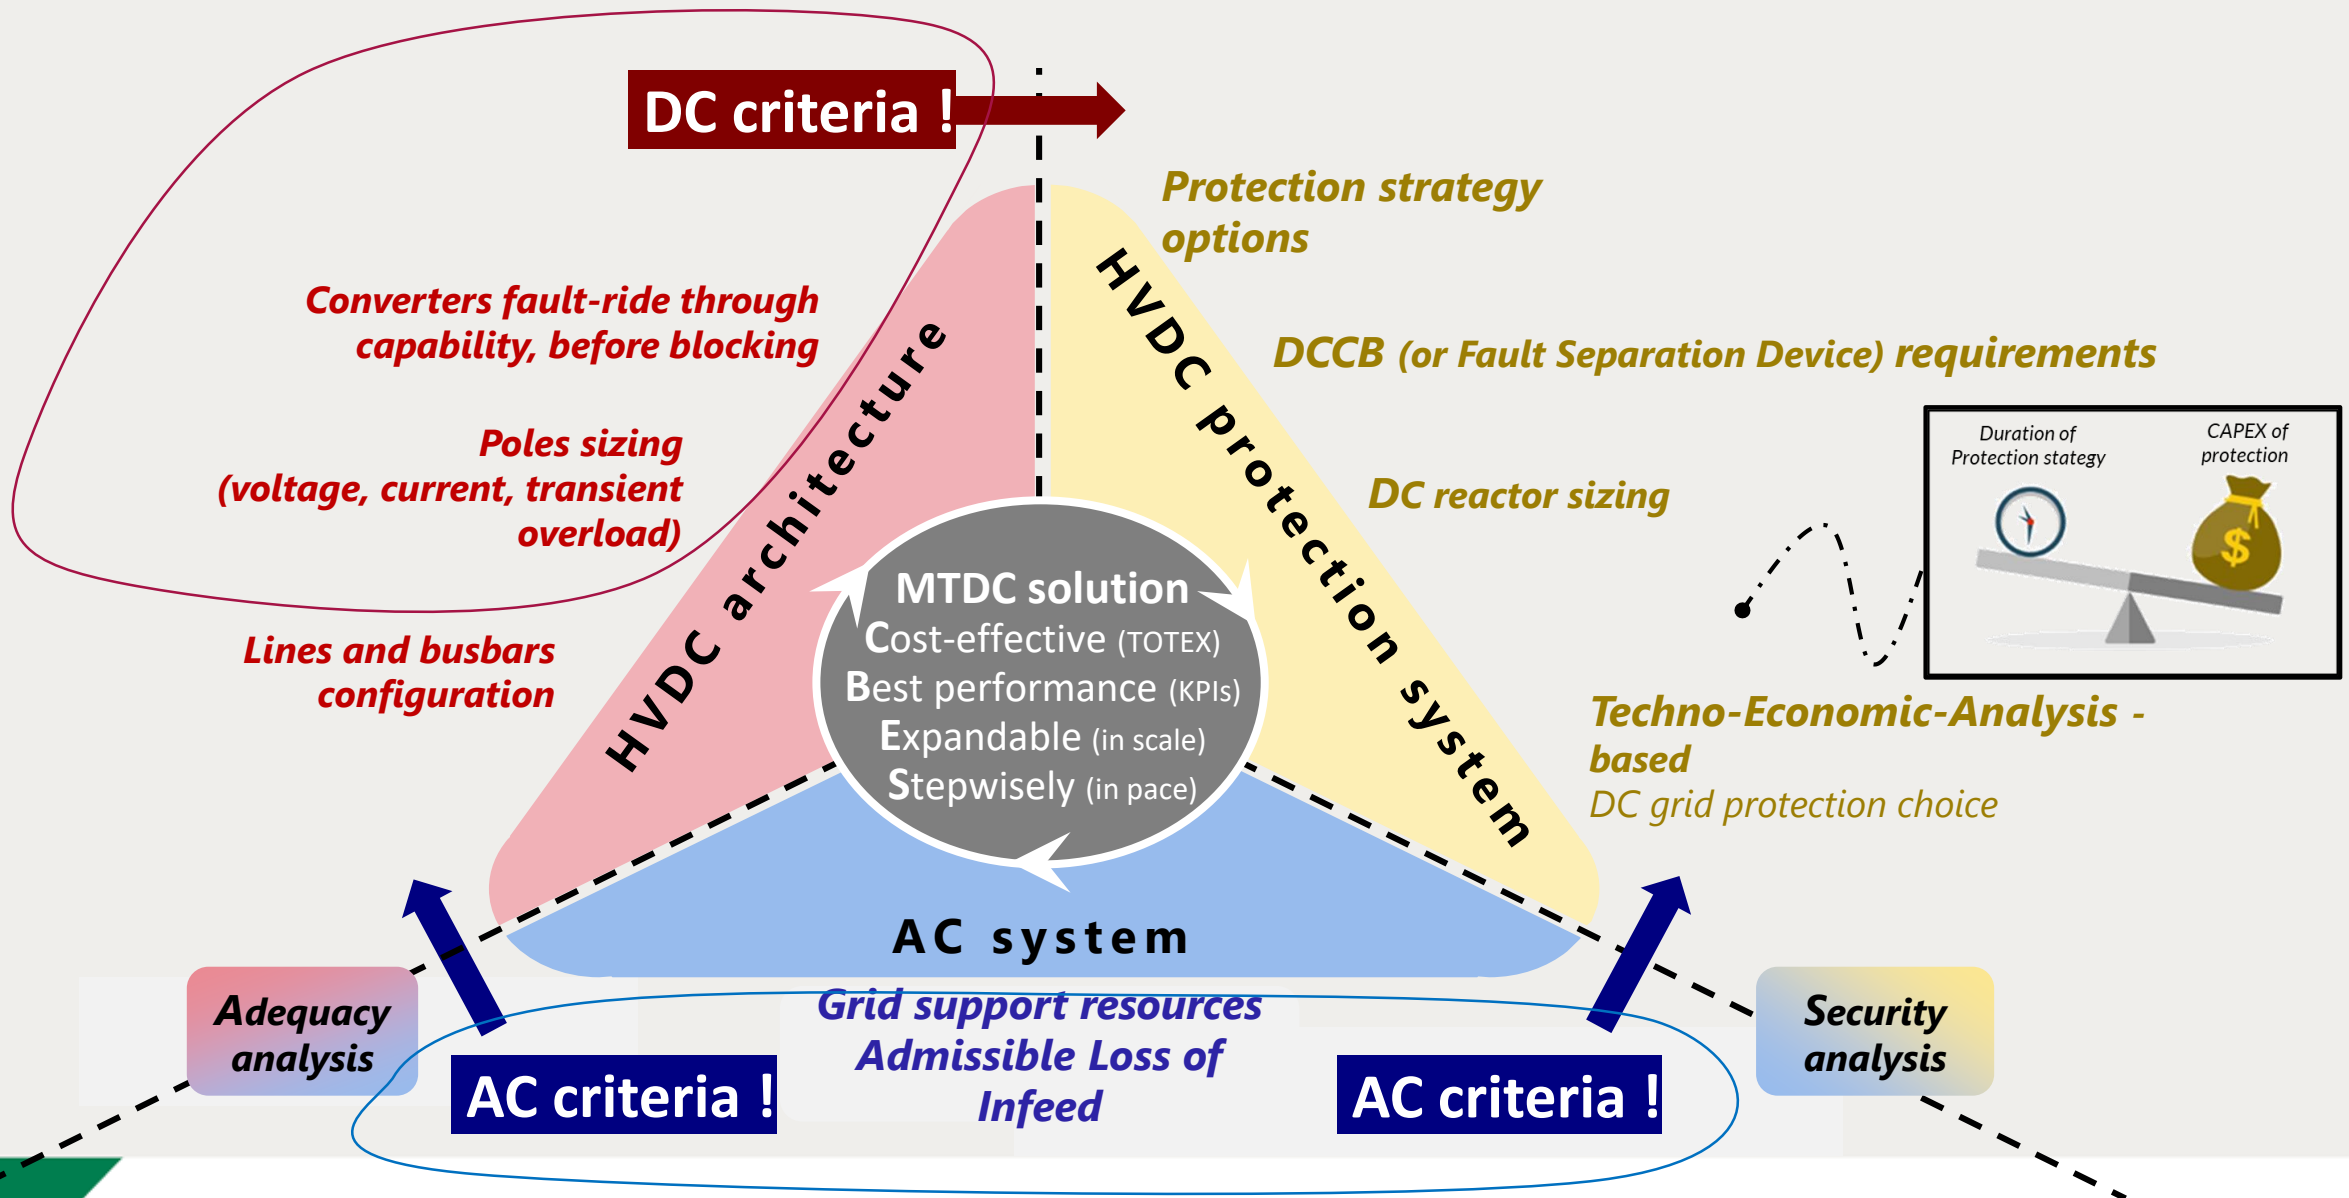 DC criteria !
Protection strategy
options
Converters fault-ride through
capability, before blocking
DCCB (or Fault Separation Device) requirements
Poles sizing
(voltage, current, transient
overload)
DC reactor sizing
Duration of
Protection stategy
CAPEX of
protection
$
HVDC architecture
HVDC protection system
MTDC solution
Cost-effective (TOTEX)
Best performance (KPIs)
Expandable (in scale)
Stepwisely (in pace)
Lines and busbars
configuration
Techno-Economic-Analysis -
based
DC grid protection choice
AC system
Adequacy
analysis
Grid support resources
Admissible Loss of
Infeed
AC criteria !
AC criteria !
Security
analysis